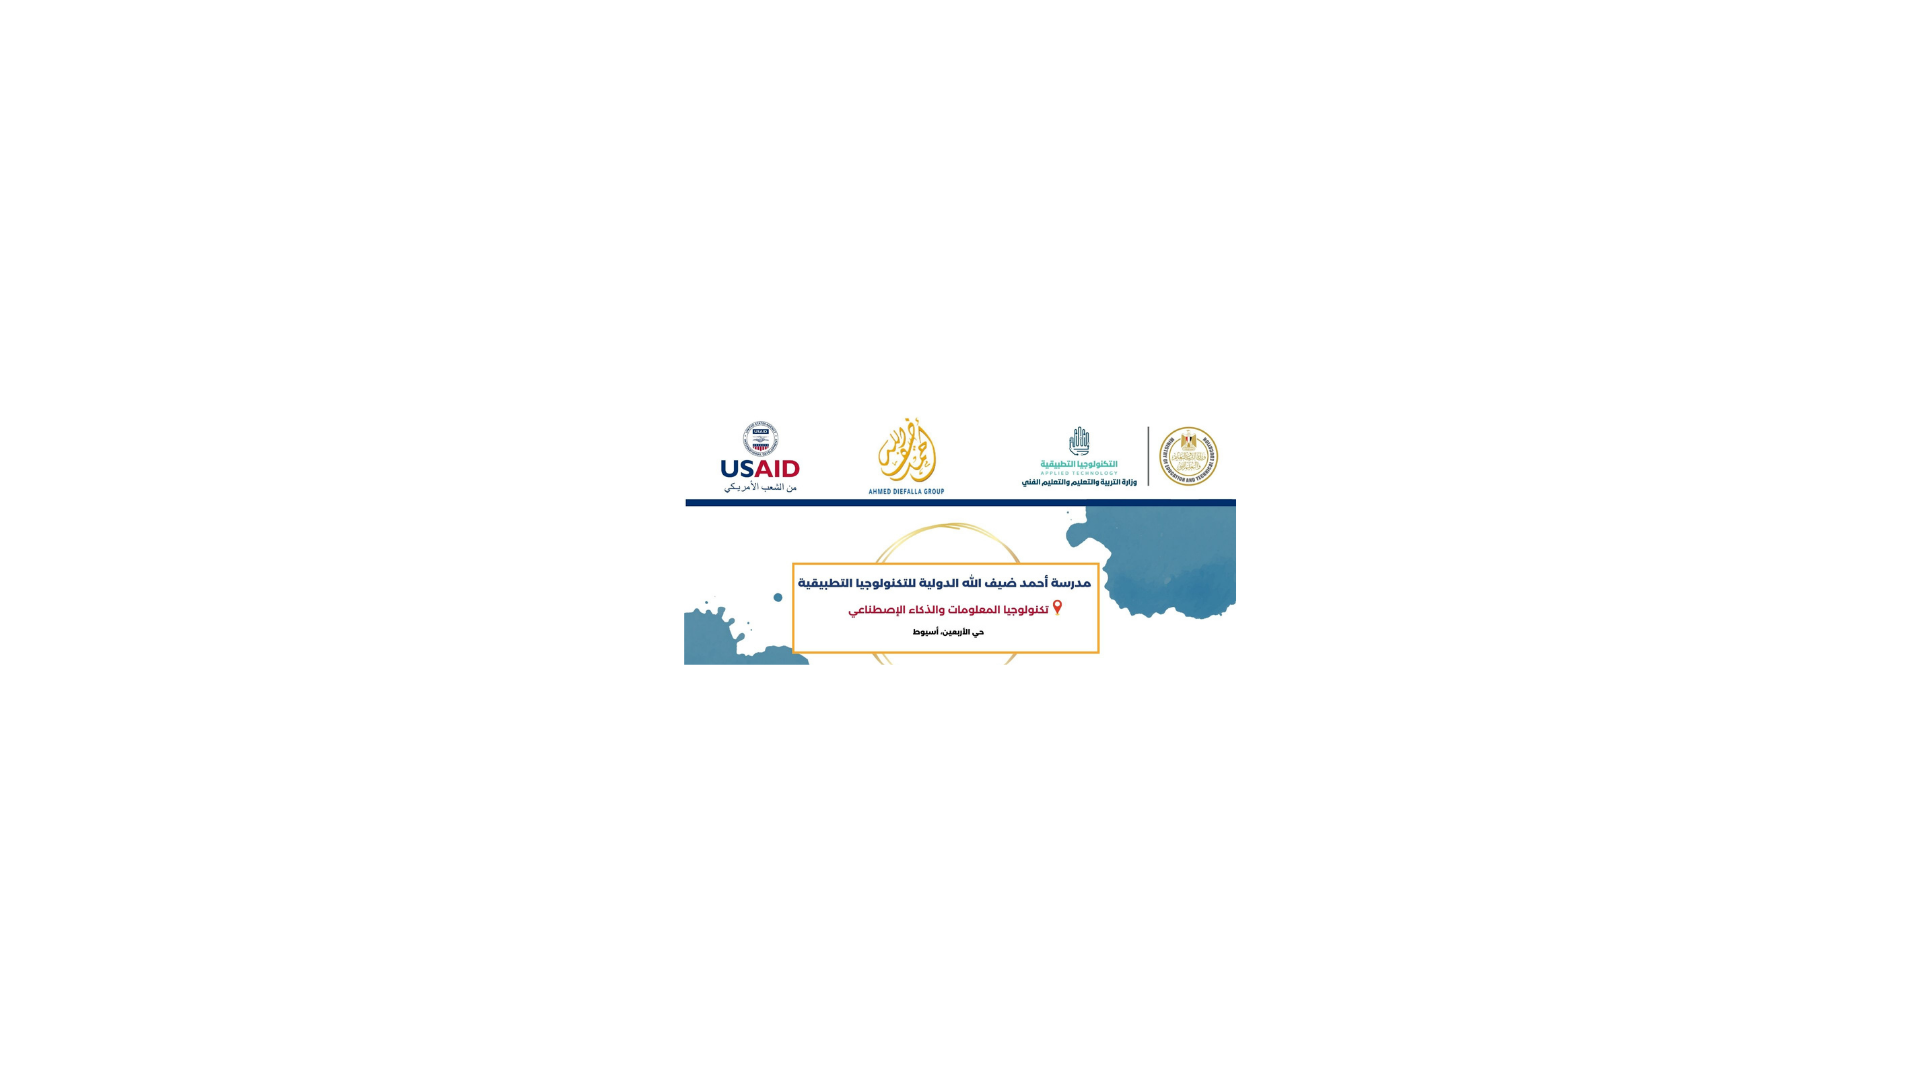 USAID
من الشعب الأمريكي
AHMED DIEFALLA GROUP
التكنولوجيا التطبيقية
APPLIED TECHNOLOGY
وزارة التربية والتعليم والتعليم الفني
مدرسة أحمد ضيف الله الدولية للتكنولوجيا التطبيقية
تكنولوجيا المعلومات والذكاء الإصطناعي
حي الأربعين، أسيوط